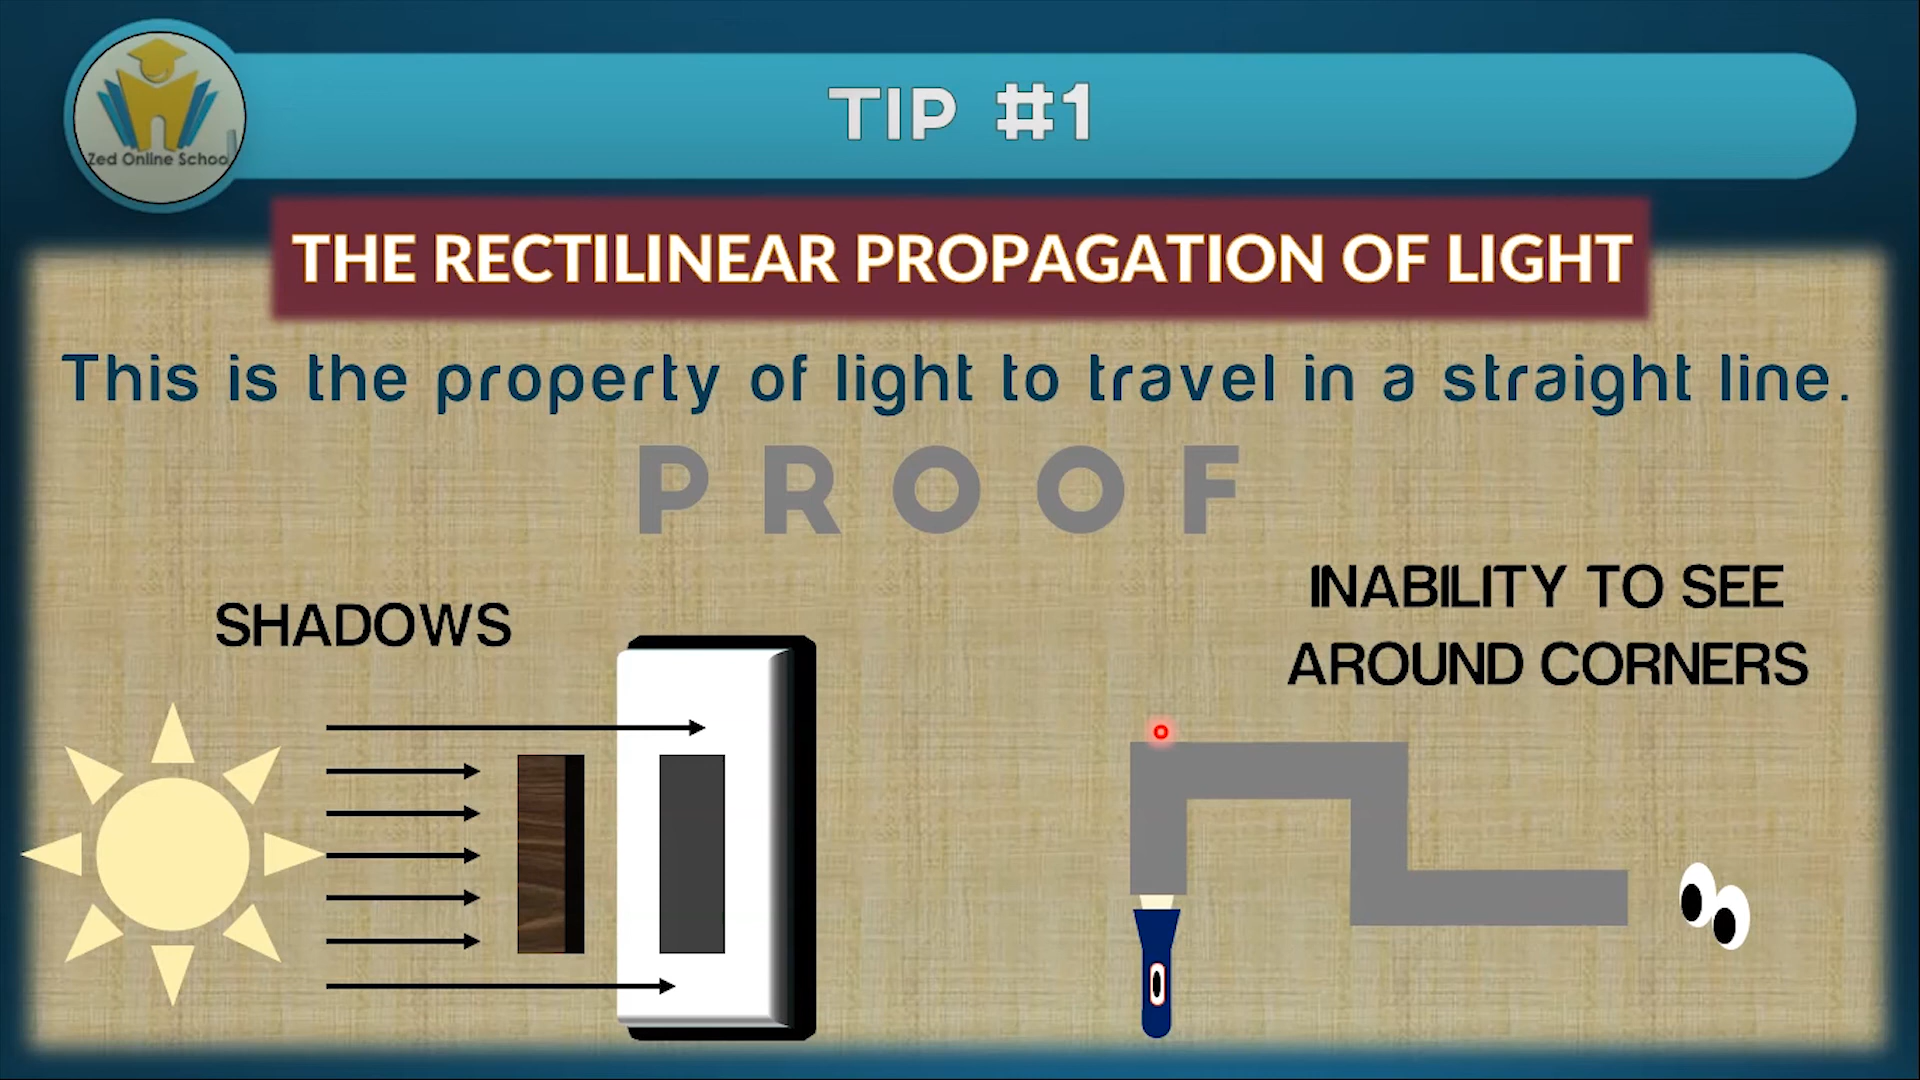 Zed Online School
TIP #1
THE RECTILINEAR PROPAGATION OF LIGHT
This is the property of light to travel in a straight line.
PROOF
SHADOWS
INABILITY TO SEE
AROUND CORNERS